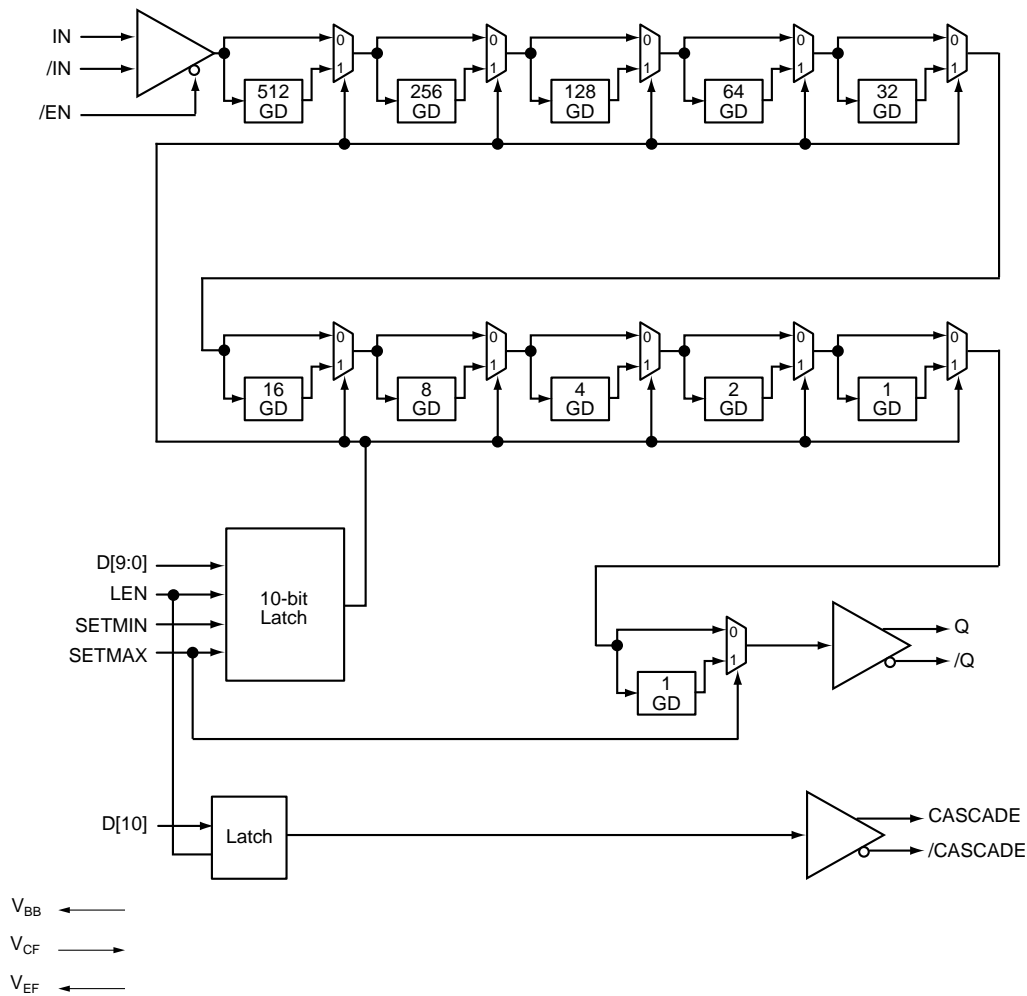 IN
/IN
/EN
0
1
512
GD
0
1
256
GD
0
1
128
GD
0
1
64
GD
0
1
32
GD
0
1
16
GD
0
1
8
GD
0
1
4
GD
0
1
2
GD
0
1
1
GD
D[9:0]
LEN
SETMIN
SETMAX
10-bit
Latch
0
1
1
GD
Q
/Q
D[10]
Latch
CASCADE
/CASCADE
VBB
VCF
VEF